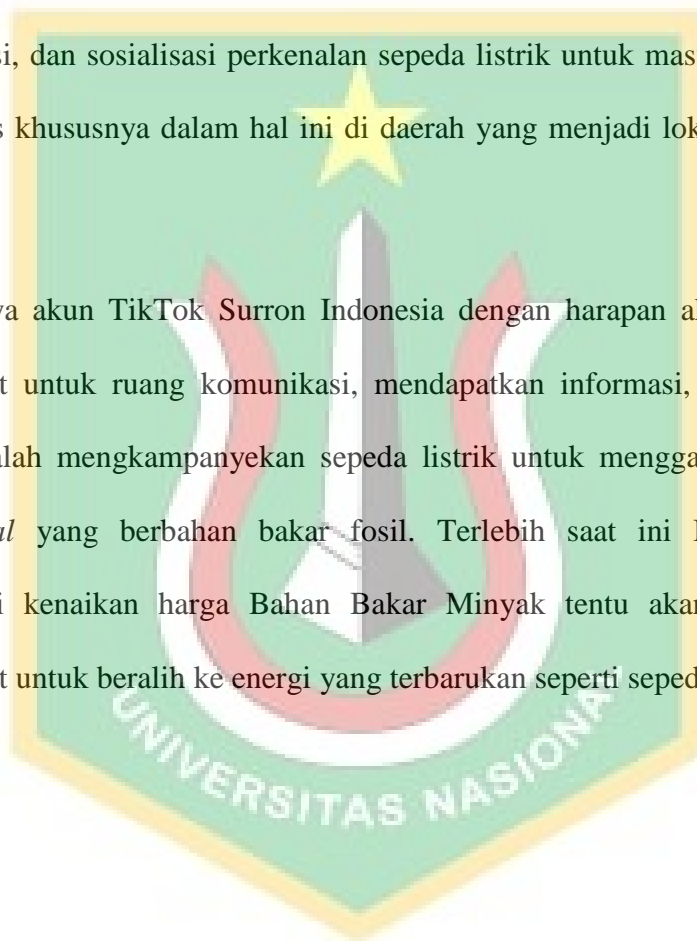 si, dan sosialisasi perkenalan sepeda listrik untuk mas
s khususnya dalam hal ini di daerah yang menjadi lok
ya akun TikTok Surron Indonesia dengan harapan a
t untuk ruang komunikasi, mendapatkan informasi,
alah mengkampanyekan sepeda listrik untuk mengga
al yang berbahan bakar fosil. Terlebih saat ini
i kenaikan harga Bahan Bakar Minyak tentu akan
t untuk beralih ke energi yang terbarukan seperti seped
UNIVERSITAS NASIONAL